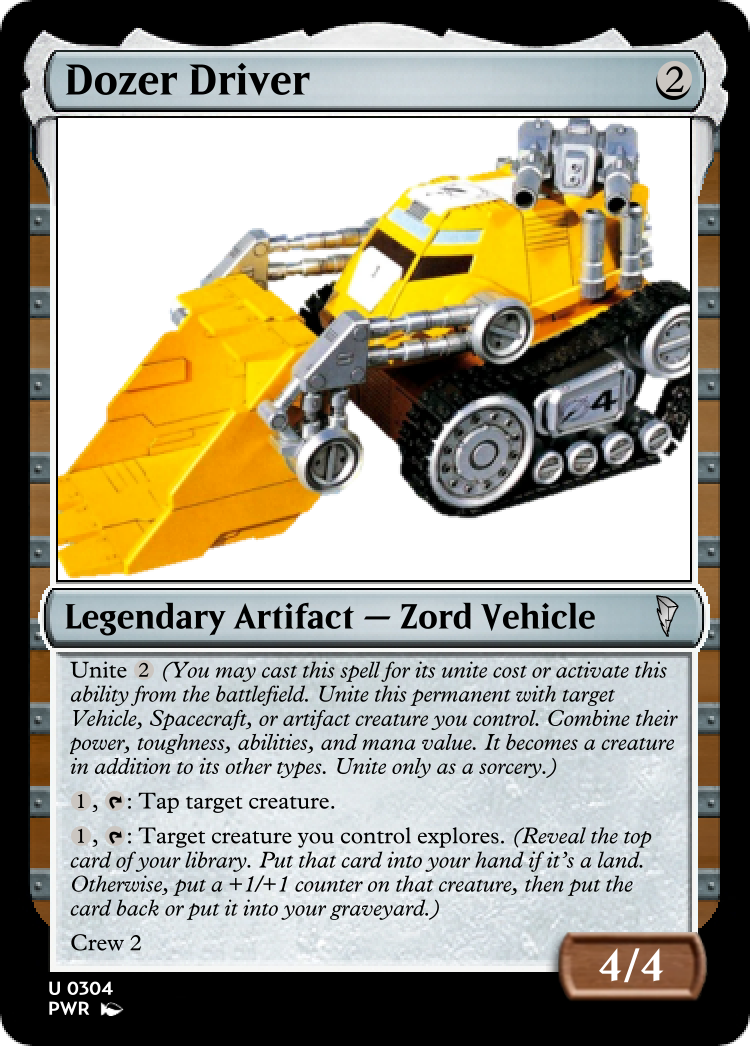 Dozer Driver 2
4
Legendary Artifact — Zord Vehicle
Unite 2 (You may cast this spell for its unite cost or activate this
ability from the battlefield. Unite this permanent with target
Vehicle, Spacecraft, or artifact creature you control. Combine their
power, toughness, abilities, and mana value. It becomes a creature
in addition to its other types. Unite only as a sorcery.)
1, : Tap target creature.
1, : Target creature you control explores. (Reveal the top
card of your library. Put that card into your hand if it's a land.
Otherwise, put a +1/+1 counter on that creature, then put the
card back or put it into your graveyard.)
Crew 2
4/4
U 0304
PWR